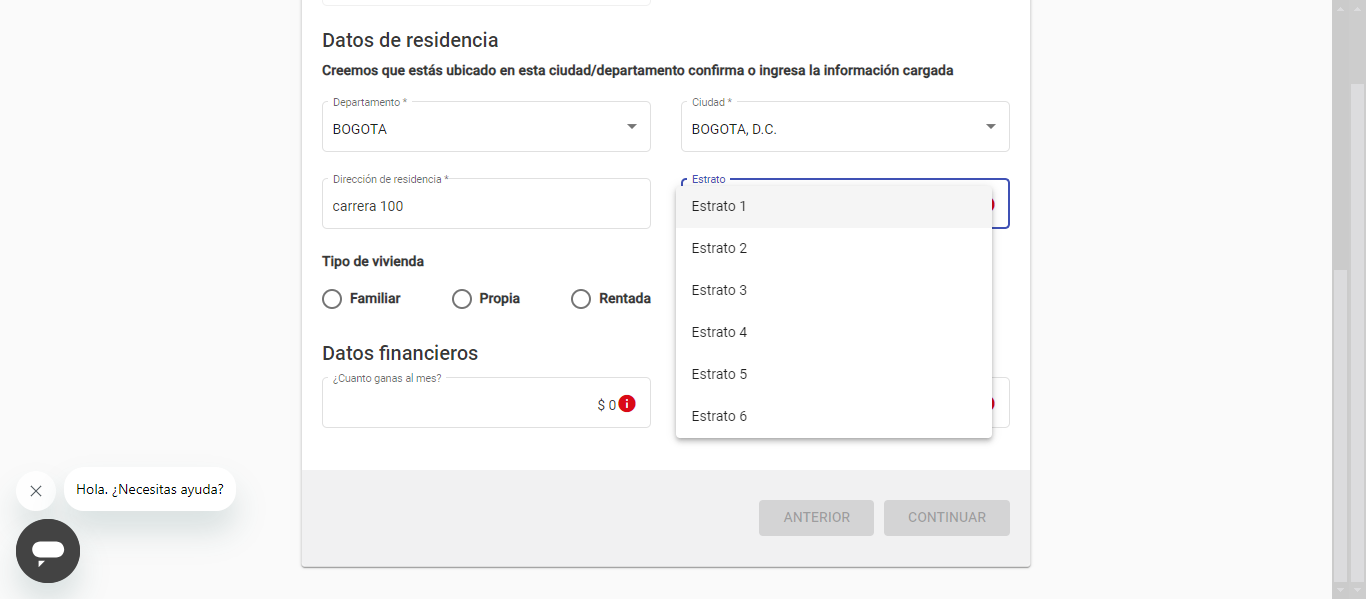 Datos de residencia
Creemos que estás ubicado en esta ciudad/departamento confirma o ingresa la información cargada
Departamento *
BOGOTA
Ciudad *
BOGOTA, D.C.
Dirección de residencia *
carrera 100
Estrato
Estrato 1
Estrato 2
Estrato 3
Estrato 4
Estrato 5
Estrato 6
Tipo de vivienda
Familiar
Propia
Rentada
Datos financieros
¿Cuanto ganas al mes?
$ 0
ANTERIOR
CONTINUAR
Hola. ¿Necesitas ayuda?